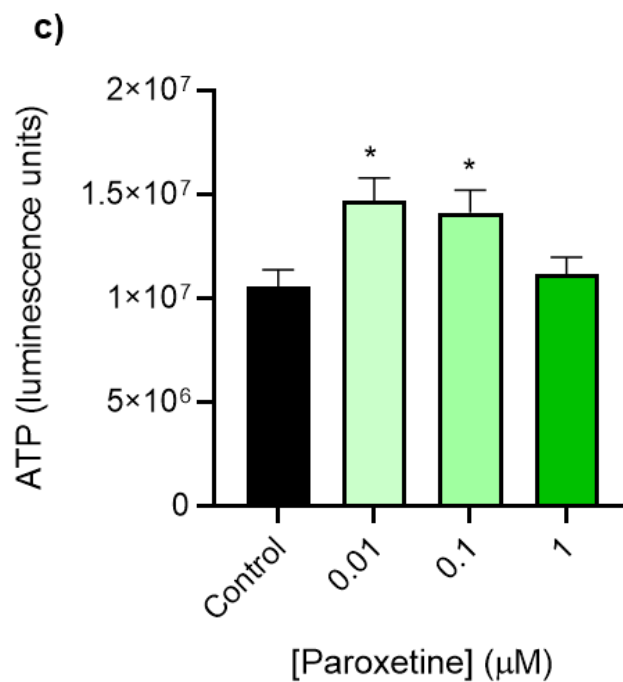 c)
2×10⁷
1.5×10⁷
1×10⁷
5×10⁶
0
ATP (luminescence units)
*
*
Control
0.01
0.1
1
[Paroxetine] (μM)